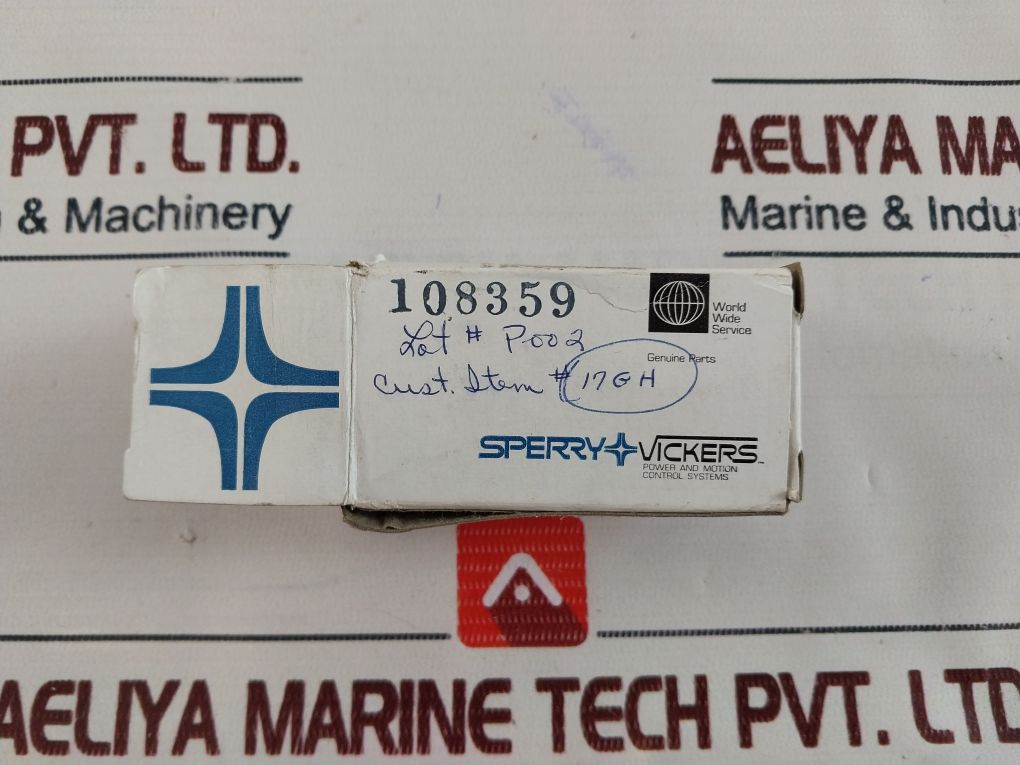 PVT. LTD.
& Machinery
AELIYA MA
Marine & Indus
108359
Lot # P002
Cust. Item # 17GH
World
Wide
Service
Genuine Parts
SPERRY VICKERS
POWER AND MOTION
CONTROL SYSTEMS
AELIYA MARINE TECH PVT. LTD